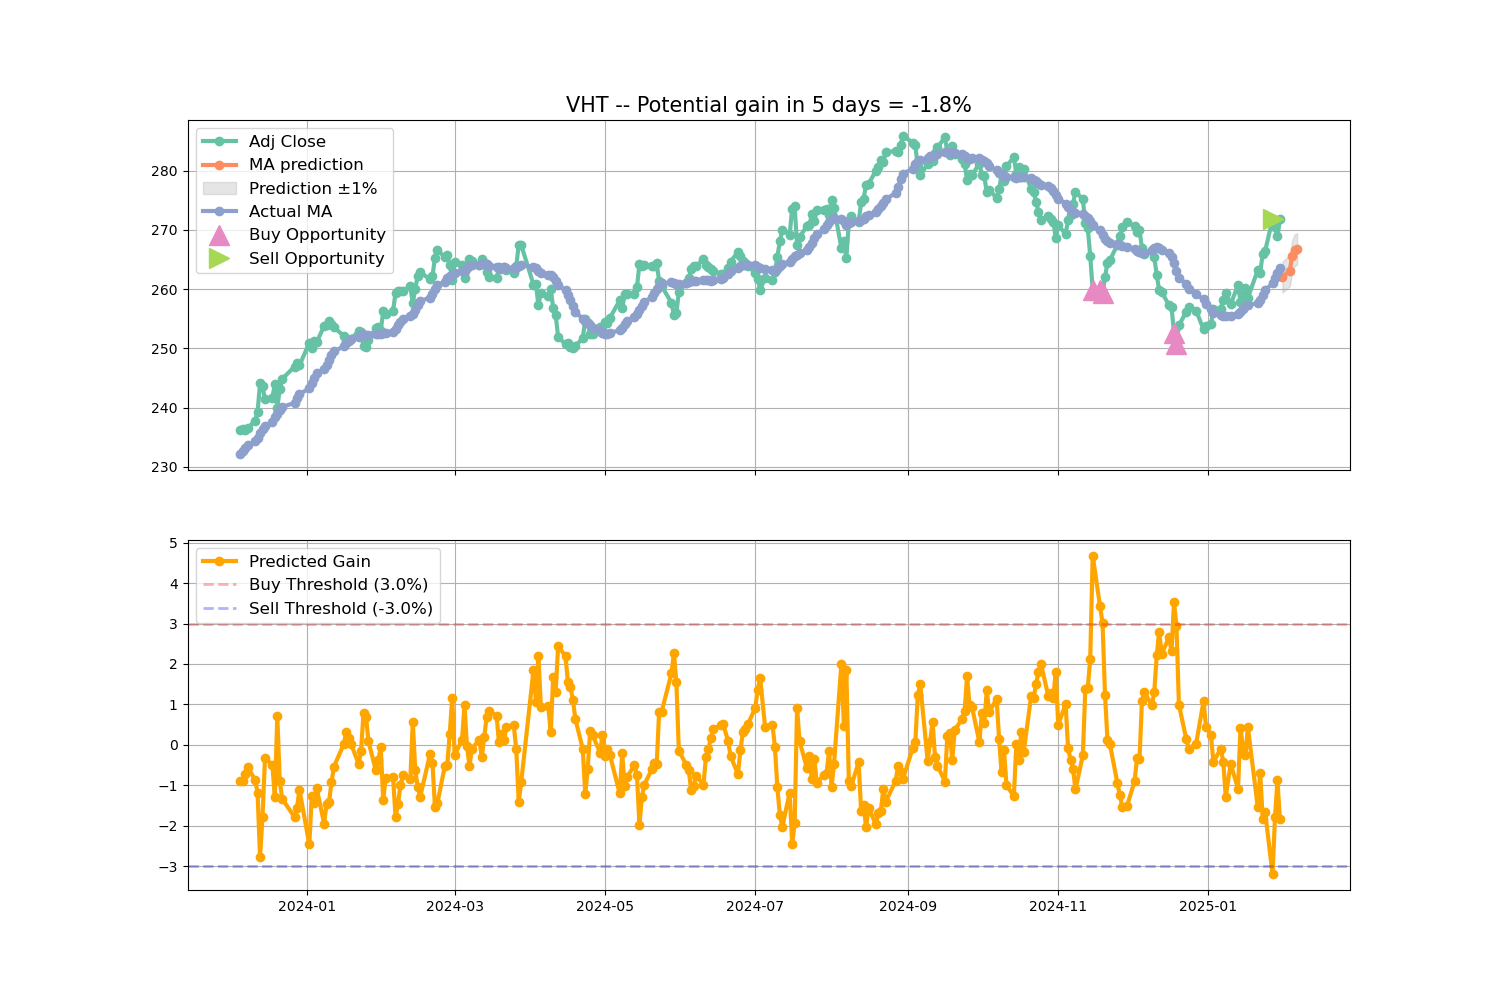 VHT -- Potential gain in 5 days = -1.8%
Adj Close
MA prediction
Prediction ±1%
Actual MA
Buy Opportunity
Sell Opportunity
280
270
260
250
240
230
Predicted Gain
Buy Threshold (3.0%)
Sell Threshold (-3.0%)
5
4
3
2
1
0
−1
−2
−3
2024-01 2024-03 2024-05 2024-07 2024-09 2024-11 2025-01